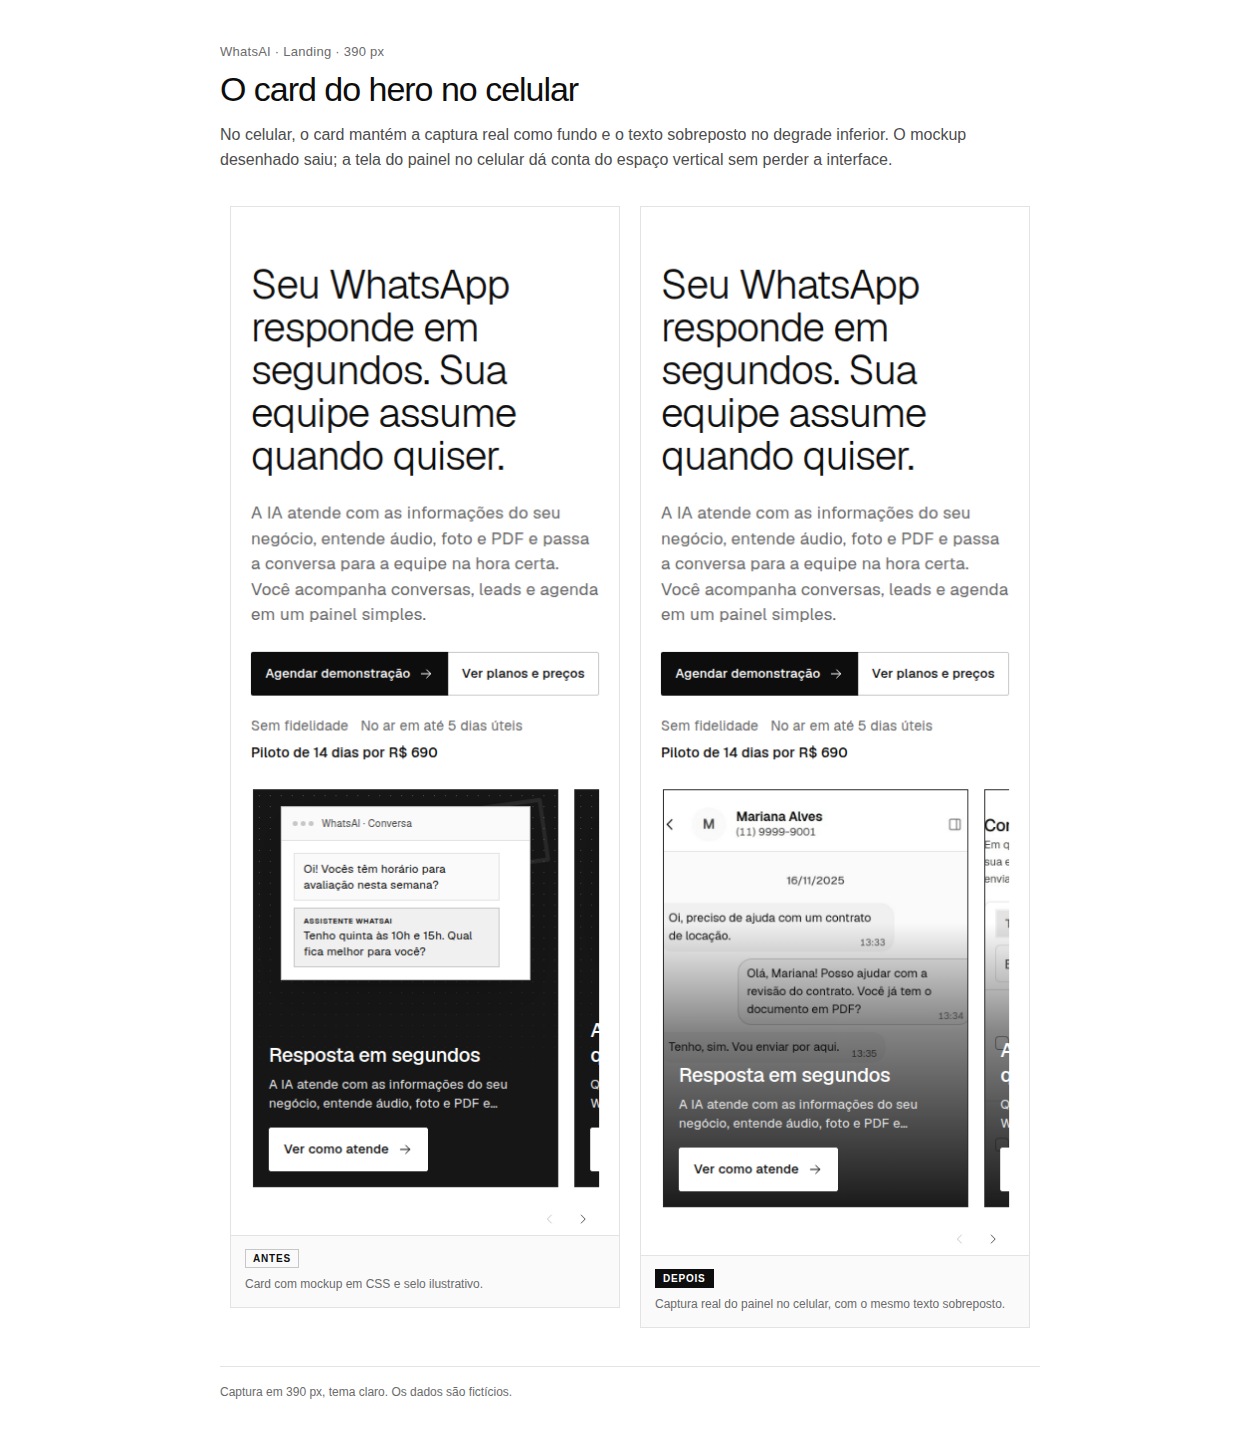 WhatsAI · Landing · 390 px
O card do hero no celular
No celular, o card mantém a captura real como fundo e o texto sobreposto no degrade inferior. O mockup
desenhado saiu; a tela do painel no celular dá conta do espaço vertical sem perder a interface.
Seu WhatsApp
responde em
segundos. Sua
equipe assume
quando quiser.
A IA atende com as informações do seu
negócio, entende áudio, foto e PDF e passa
a conversa para a equipe na hora certa.
Você acompanha conversas, leads e agenda
em um painel simples.
Agendar demonstração → Ver planos e preços
Sem fidelidade No ar em até 5 dias úteis
Piloto de 14 dias por R$ 690
WhatsAI · Conversa
Oi! Vocês têm horário para
avaliação nesta semana?
ASSISTENTE WHATSAI
Tenho quinta às 10h e 15h. Qual
fica melhor para você?
Resposta em segundos
A IA atende com as informações do seu
negócio, entende áudio, foto e PDF e…
Ver como atende →
A
q
Q
W
ANTES
Card com mockup em CSS e selo ilustrativo.
Seu WhatsApp
responde em
segundos. Sua
equipe assume
quando quiser.
A IA atende com as informações do seu
negócio, entende áudio, foto e PDF e passa
a conversa para a equipe na hora certa.
Você acompanha conversas, leads e agenda
em um painel simples.
Agendar demonstração → Ver planos e preços
Sem fidelidade No ar em até 5 dias úteis
Piloto de 14 dias por R$ 690
M
Mariana Alves
(11) 9999-9001
16/11/2025
Oi, preciso de ajuda com um contrato
de locação.
13:33
Olá, Mariana! Posso ajudar com a
revisão do contrato. Você já tem o
documento em PDF?
13:34
Tenho, sim. Vou enviar por aqui.
13:35
Resposta em segundos
A IA atende com as informações do seu
negócio, entende áudio, foto e PDF e…
Ver como atende →
Cor
Em q
sua e
envia
A
q
Q
W
DEPOIS
Captura real do painel no celular, com o mesmo texto sobreposto.
Captura em 390 px, tema claro. Os dados são fictícios.